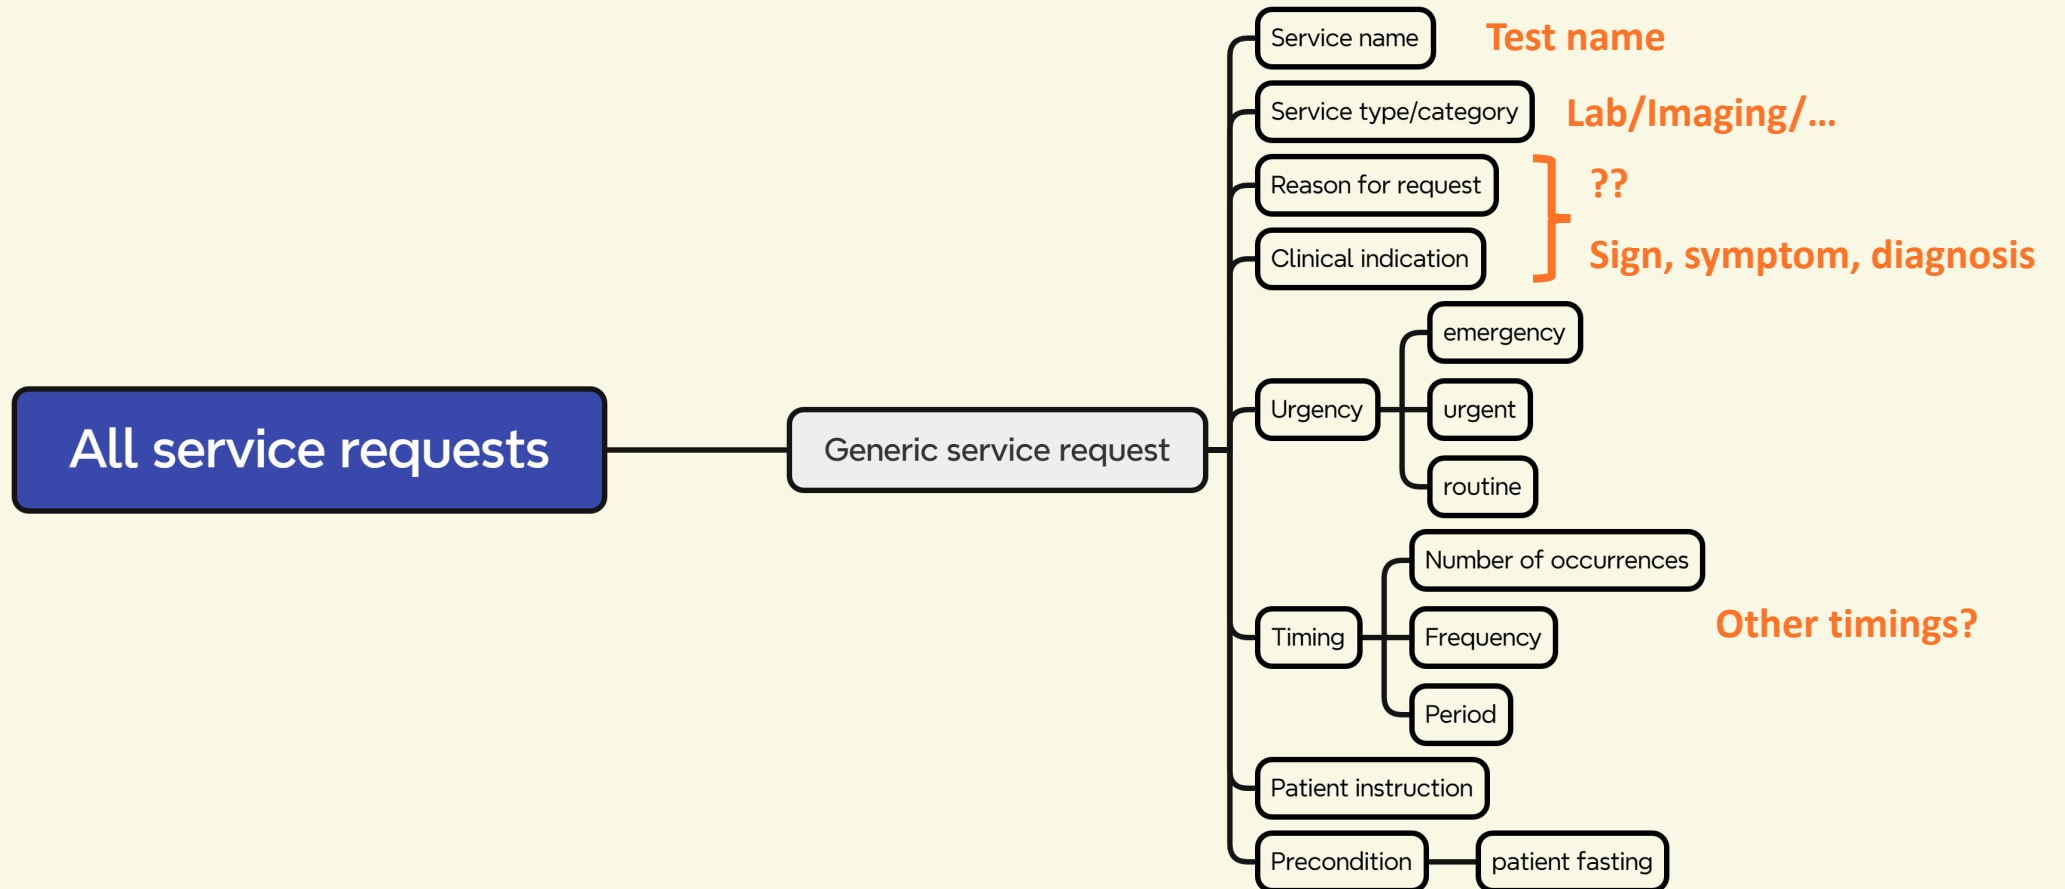 Service name
Test name
Service type/category
Lab/Imaging/...
Reason for request
??
Clinical indication
Sign, symptom, diagnosis
emergency
Urgency
urgent
routine
All service requests
Generic service request
Number of occurrences
Other timings?
Timing
Frequency
Period
Patient instruction
Precondition
patient fasting